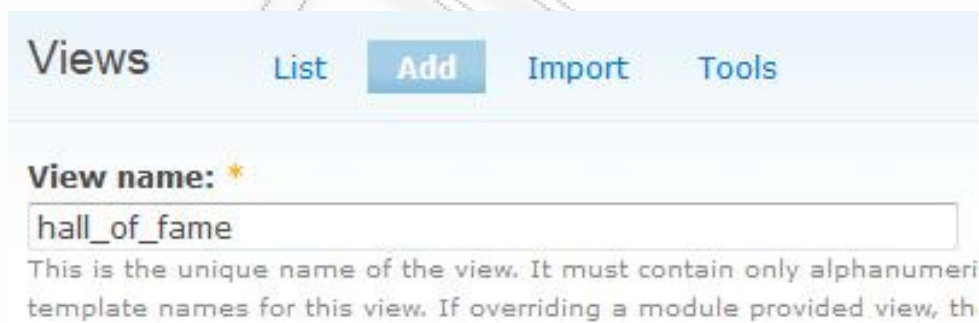 Views List Add Import Tools
View name: *
hall_of_fame
This is the unique name of the view. It must contain only alphanumeri
template names for this view. If overriding a module provided view, th